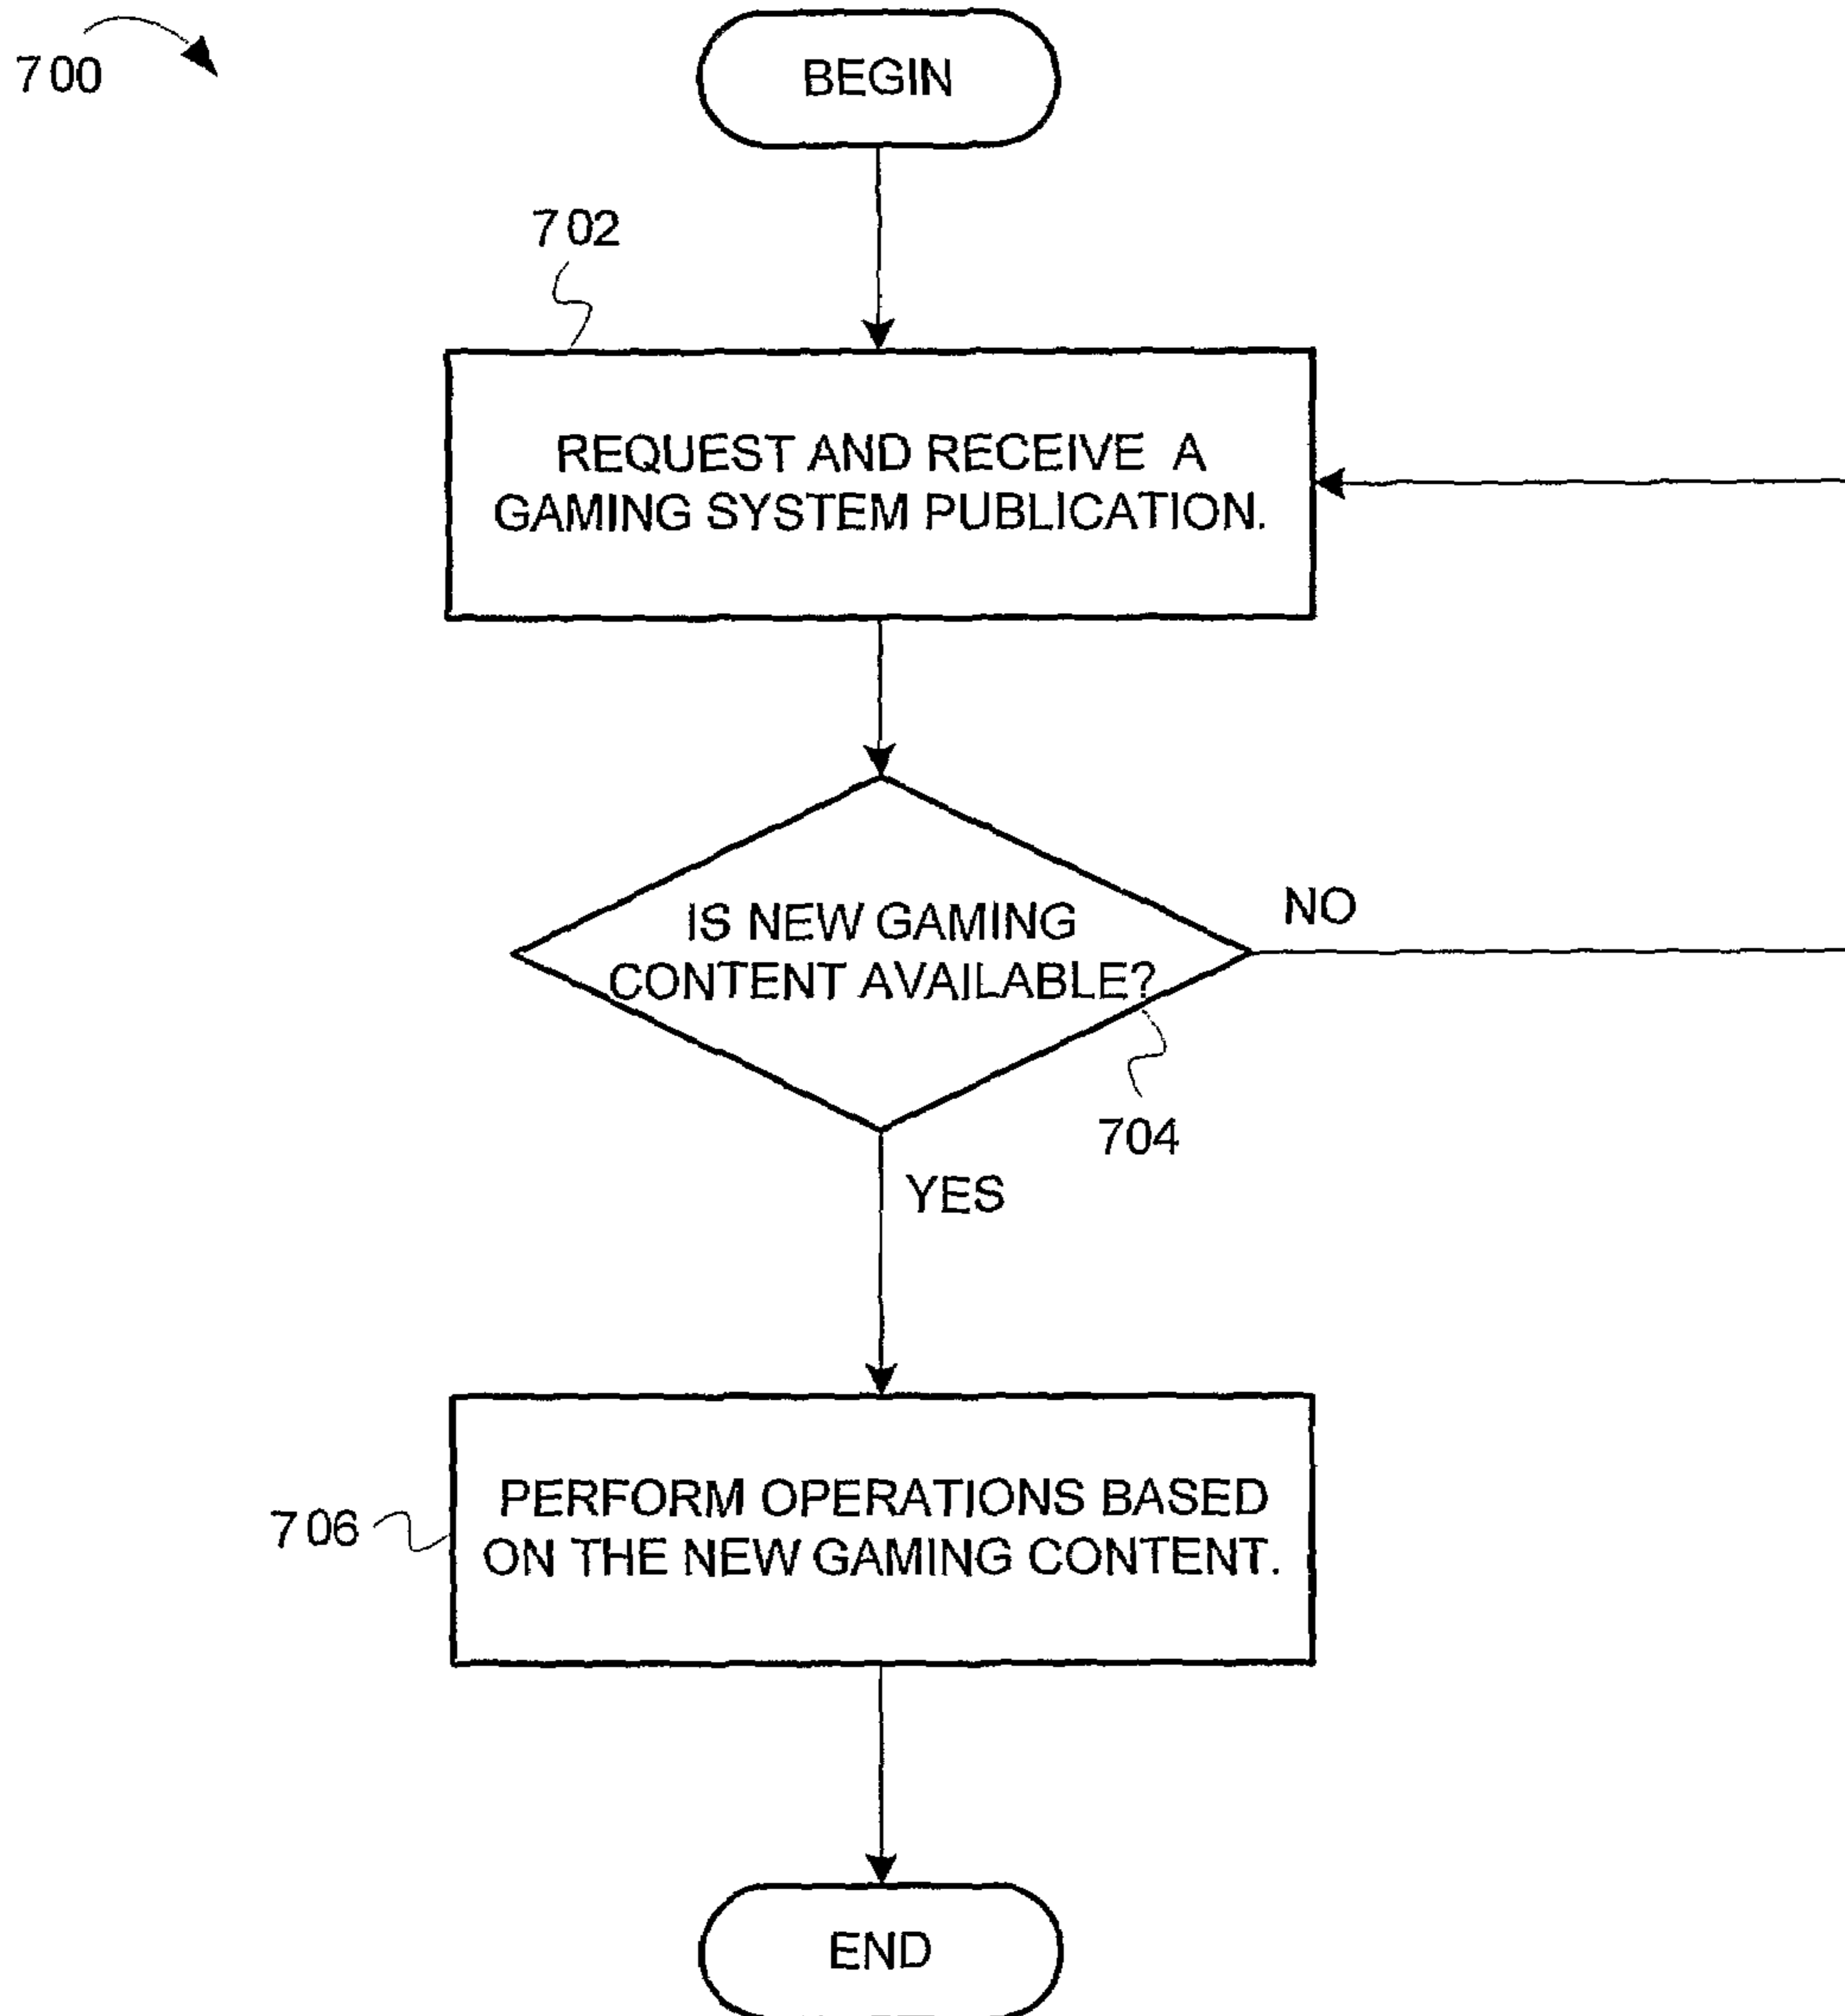 700
BEGIN
702
REQUEST AND RECEIVE A
GAMING SYSTEM PUBLICATION.
IS NEW GAMING
CONTENT AVAILABLE?
NO
704
YES
706
PERFORM OPERATIONS BASED
ON THE NEW GAMING CONTENT.
END